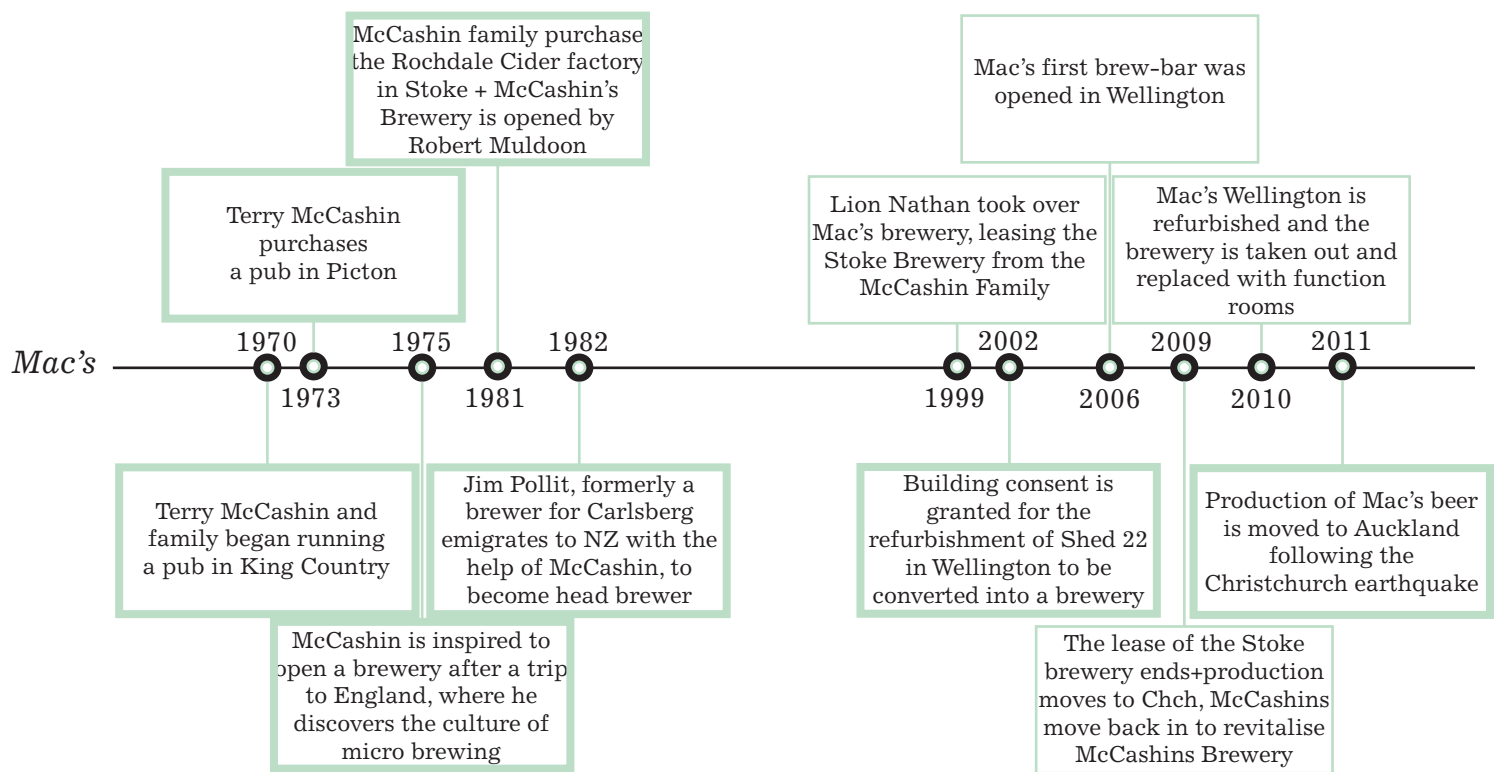 McCashin family purchase
the Rochdale Cider factory
in Stoke + McCashin's
Brewery is opened by
Robert Muldoon
Mac's first brew-bar was
opened in Wellington
Terry McCashin
purchases
a pub in Picton
Lion Nathan took over
Mac's brewery, leasing the
Stoke Brewery from the
McCashin Family
Mac's Wellington is
refurbished and the
brewery is taken out and
replaced with function
rooms
Mac's
1970
1973
1975
1981
1982
1999
2002
2006
2009
2010
2011
Terry McCashin and
family began running
a pub in King Country
Jim Pollit, formerly a
brewer for Carlsberg
emigrates to NZ with the
help of McCashin, to
become head brewer
Building consent is
granted for the
refurbishment of Shed 22
in Wellington to be
converted into a brewery
Production of Mac's beer
is moved to Auckland
following the
Christchurch earthquake
McCashin is inspired to
open a brewery after a trip
to England, where he
discovers the culture of
micro brewing
The lease of the Stoke
brewery ends+production
moves to Chch, McCashins
move back in to revitalise
McCashins Brewery